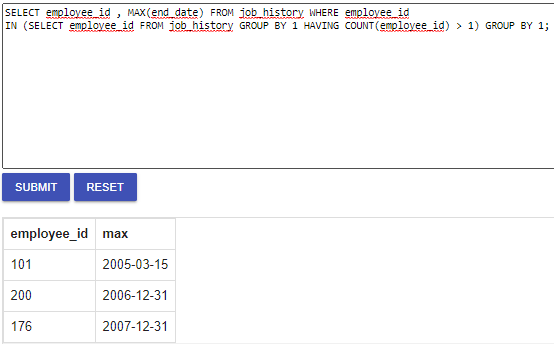 SELECT employee_id , MAX(end_date) FROM job_history WHERE employee_id
IN (SELECT employee_id FROM job_history GROUP BY 1 HAVING COUNT(employee_id) > 1) GROUP BY 1;
SUBMIT RESET
employee_id max
101 2005-03-15
200 2006-12-31
176 2007-12-31